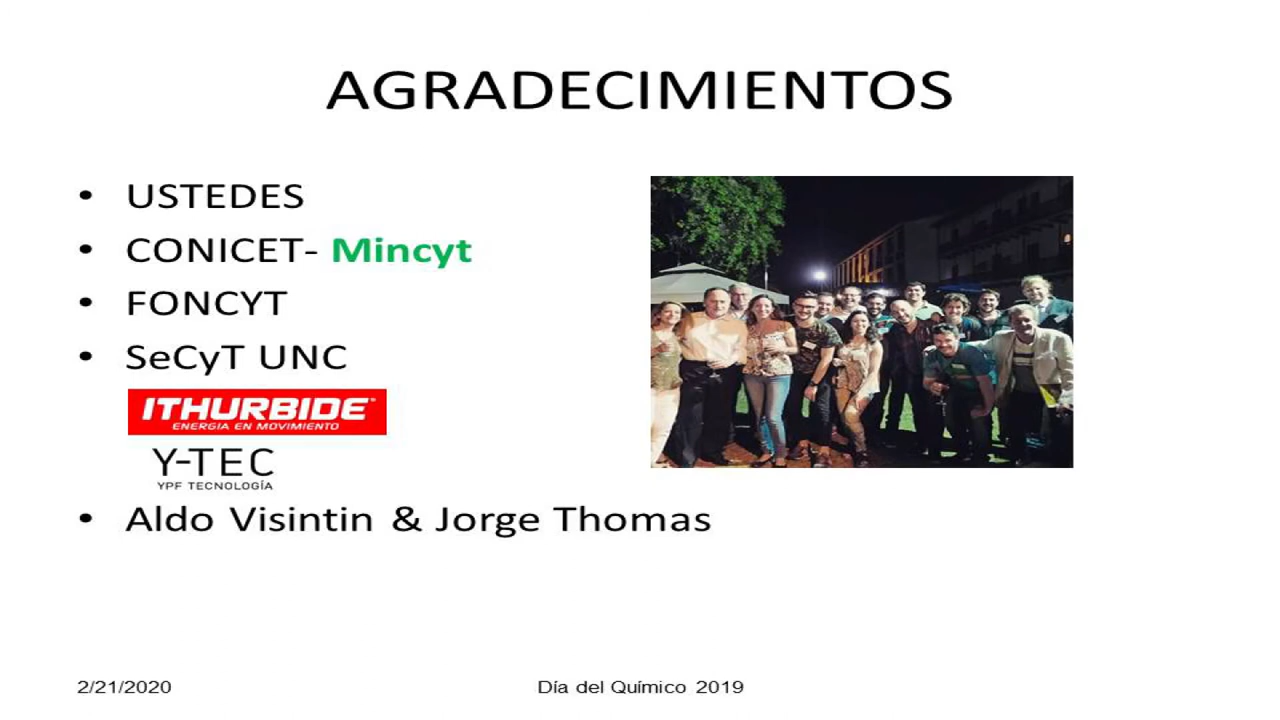 AGRADECIMIENTOS
• USTEDES
• CONICET- Mincyt
• FONCYT
• SeCyT UNC
ITHURBIDE
ENERGIA EN MOVIMIENTO
Y-TEC
YPF TECNOLOGÍA
• Aldo Visintin & Jorge Thomas
2/21/2020
Día del Químico 2019